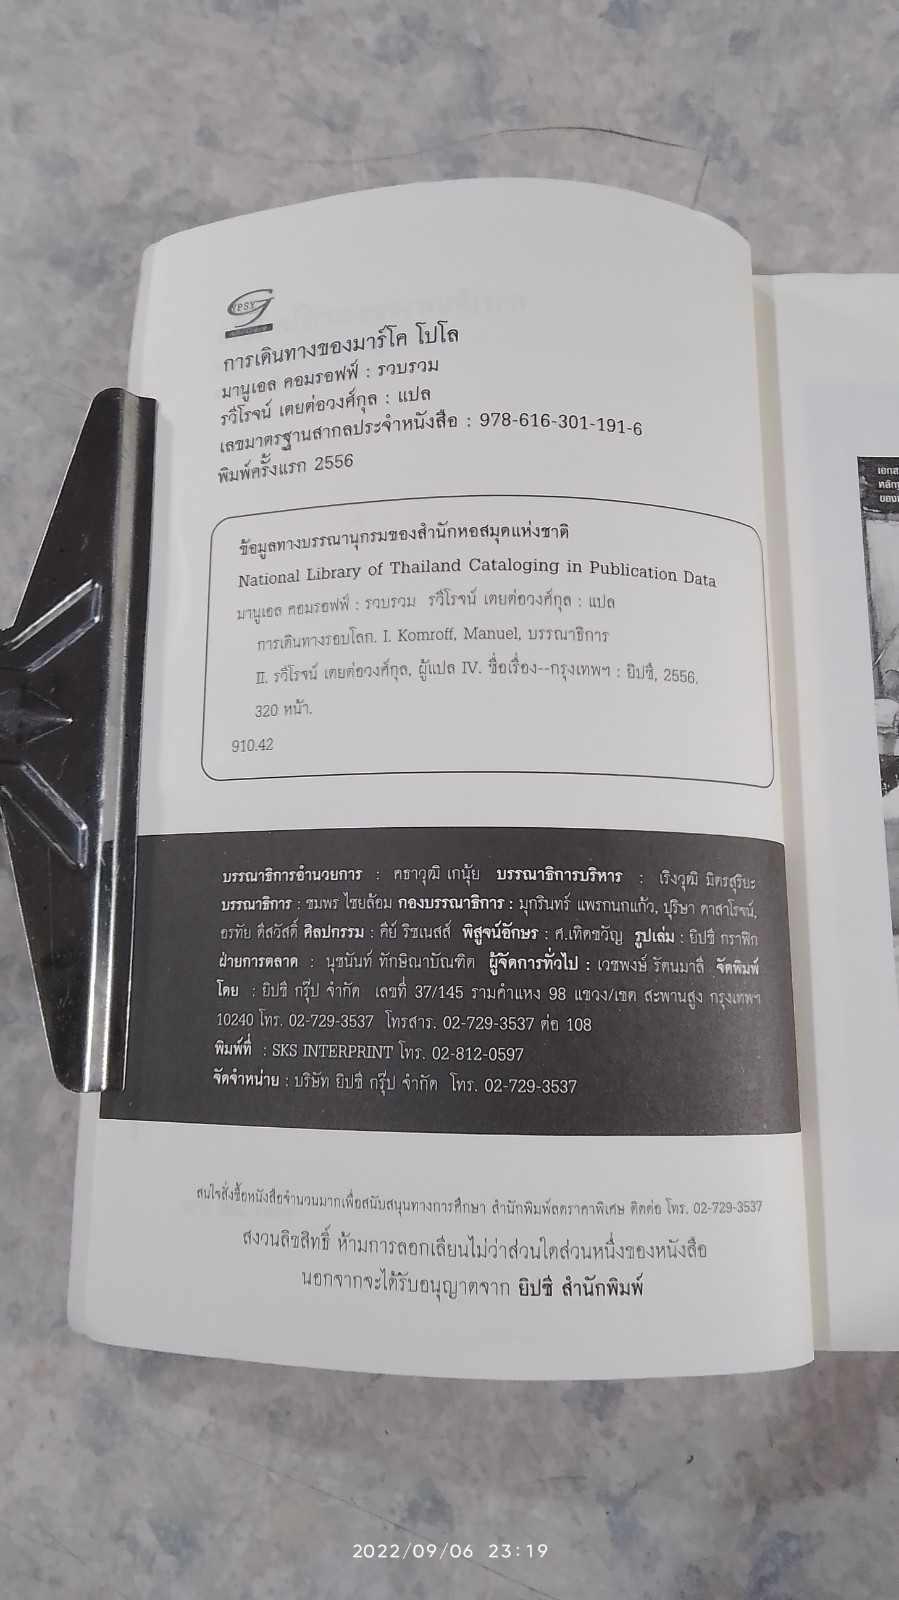 YPSY
การเดินทางของมาร์โค โปโล
มานูเอล คอมรอฟฟ์ : รวบรวม
รวิโรจน์ เตยต่อวงศ์กุล : แปล
เลขมาตรฐานสากลประจำหนังสือ : 978-616-301-191-6
พิมพ์ครั้งแรก 2556
ข้อมูลทางบรรณานุกรมของสำนักหอสมุดแห่งชาติ
National Library of Thailand Cataloging in Publication Data
มานูเอล คอมรอฟฟ์ : รวบรวม รวิโรจน์ เตยต่อวงศ์กุล : แปล
การเดินทางรอบโลก. I. Komroff, Manuel, บรรณาธิการ
II. รวิโรจน์ เตยต่อวงศ์กุล, ผู้แปล IV. ชื่อเรื่อง--กรุงเทพฯ : ยิปซี, 2556.
320 หน้า.
910.42
บรรณาธิการอำนวยการ : คธาวุฒิ เกนุ้ย บรรณาธิการบริหาร : เริงวุฒิ มิตรสุริยะ
บรรณาธิการ : ชมพร ไชยล้อม กองบรรณาธิการ : มุกรินทร์ แพรกนกแก้ว, ปุริษา ตาสาโรจน์,
อรทัย ดีสวัสดิ์ ศิลปกรรม : คีย์ ริชเนสส์ พิสูจน์อักษร : ศ.เทิดขวัญ รูปเล่ม : ยิปซี กราฟิก
ฝ่ายการตลาด : นุชนันท์ ทักษิณาบัณฑิต ผู้จัดการทั่วไป : เวชพงษ์ รัตนมาลี จัดพิมพ์
โดย : ยิปซี กรุ๊ป จำกัด เลขที่ 37/145 รามคำแหง 98 แขวง/เขต สะพานสูง กรุงเทพฯ
10240 โทร. 02-729-3537 โทรสาร. 02-729-3537 ต่อ 108
พิมพ์ที่ : SKS INTERPRINT โทร. 02-812-0597
จัดจำหน่าย : บริษัท ยิปซี กรุ๊ป จำกัด โทร. 02-729-3537
สนใจสั่งซื้อหนังสือจำนวนมากเพื่อสนับสนุนทางการศึกษา สำนักพิมพ์ลดราคาพิเศษ ติดต่อ โทร. 02-729-3537
สงวนลิขสิทธิ์ ห้ามการลอกเลียนไม่ว่าส่วนใดส่วนหนึ่งของหนังสือ
นอกจากจะได้รับอนุญาตจาก ยิปซี สำนักพิมพ์
2022/09/06 23:19